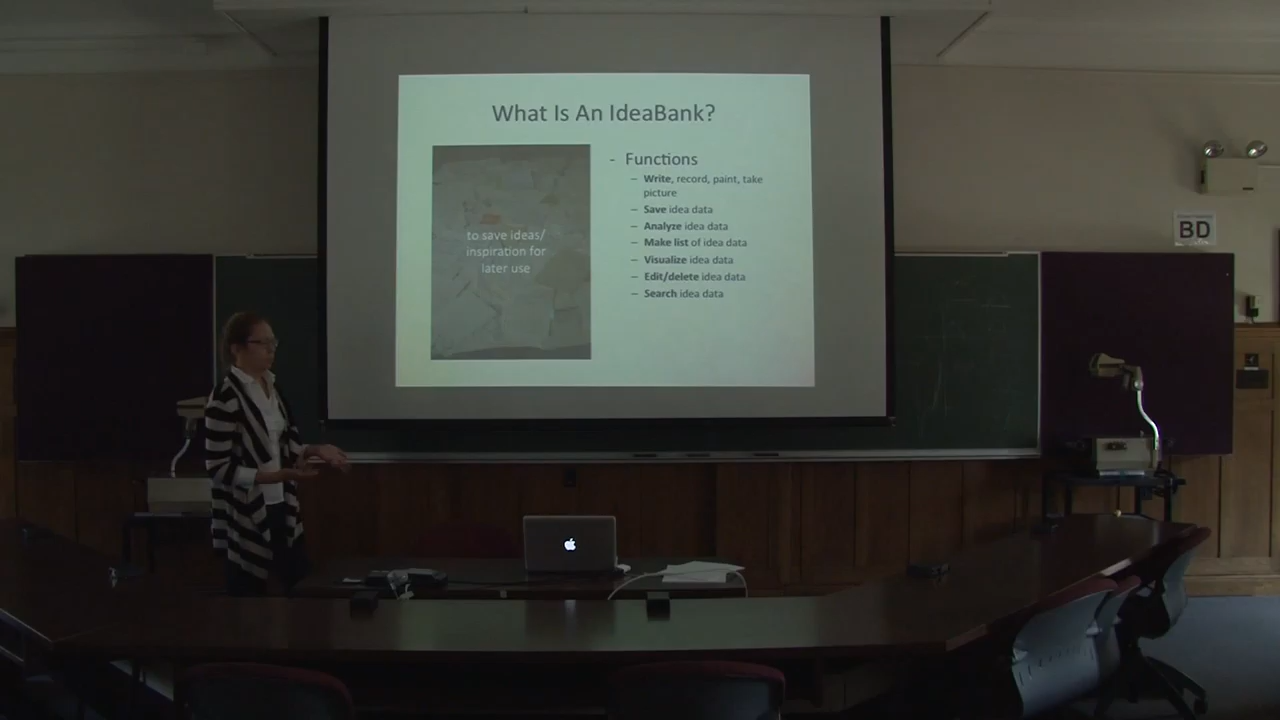 What Is An IdeaBank?
to save ideas/
inspiration for
later use
- Functions
– Write, record, paint, take
picture
– Save idea data
– Analyze idea data
– Make list of idea data
– Visualize idea data
– Edit/delete idea data
– Search idea data
BD